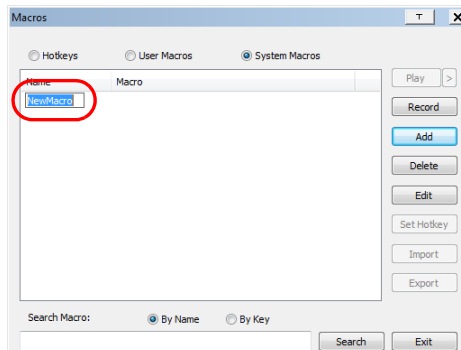 Macros
T X
Hotkeys User Macros System Macros
Name Macro
NewMacro
Play >
Record
Add
Delete
Edit
Set Hotkey
Import
Export
Search Macro: By Name By Key
Search Exit